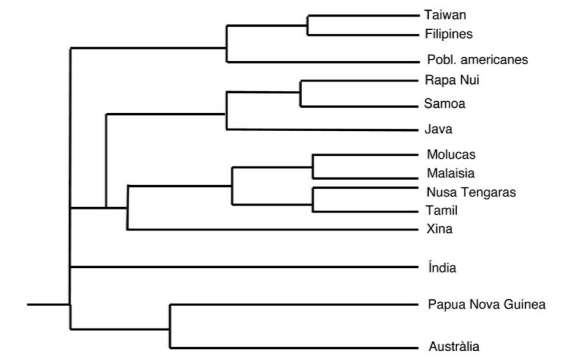 Taiwan
Filipines
Pobl. americanes
Rapa Nui
Samoa
Java
Molucas
Malaisia
Nusa Tengaras
Tamil
Xina
Índia
Papua Nova Guinea
Austràlia